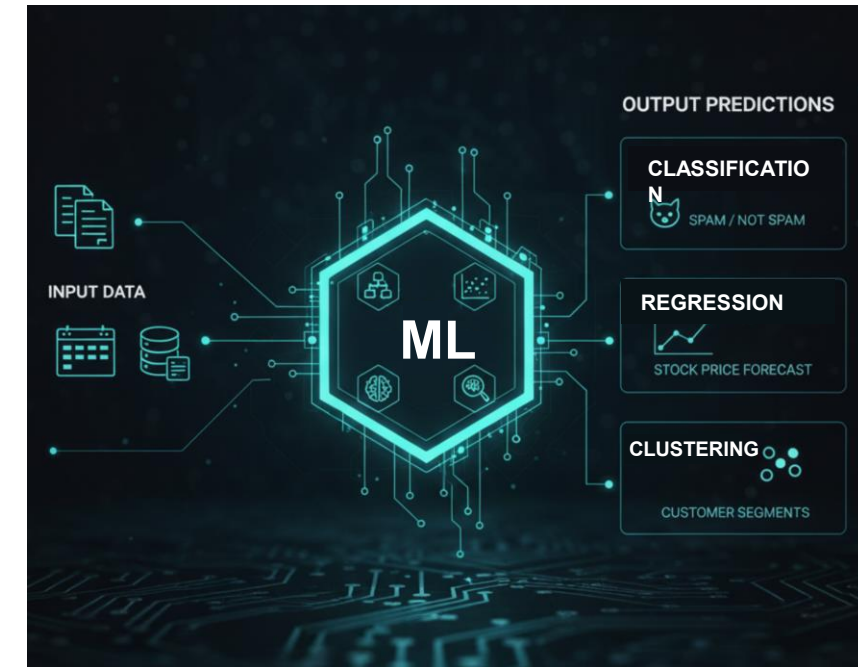 OUTPUT PREDICTIONS
CLASSIFICATIO
N
SPAM / NOT SPAM
INPUT DATA
ML
REGRESSION
STOCK PRICE FORECAST
CLUSTERING
CUSTOMER SEGMENTS